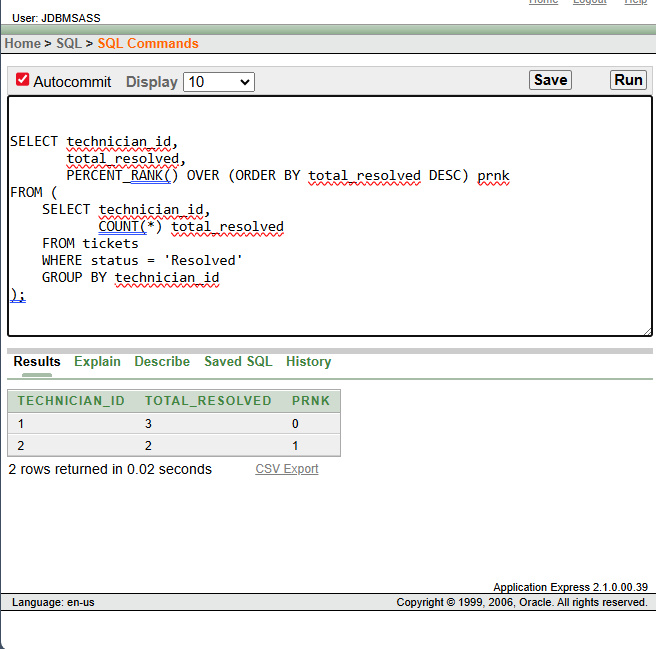 Home Logout Help
User: JDBMSASS
Home > SQL > SQL Commands
Autocommit Display 10 Save Run
SELECT technician_id,
total_resolved,
PERCENT_RANK() OVER (ORDER BY total_resolved DESC) prnk
FROM (
SELECT technician_id,
COUNT(*) total_resolved
FROM tickets
WHERE status = 'Resolved'
GROUP BY technician_id
);
Results Explain Describe Saved SQL History
TECHNICIAN_ID TOTAL_RESOLVED PRNK
1 3 0
2 2 1
2 rows returned in 0.02 seconds CSV Export
Application Express 2.1.0.00.39
Language: en-us Copyright © 1999, 2006, Oracle. All rights reserved.